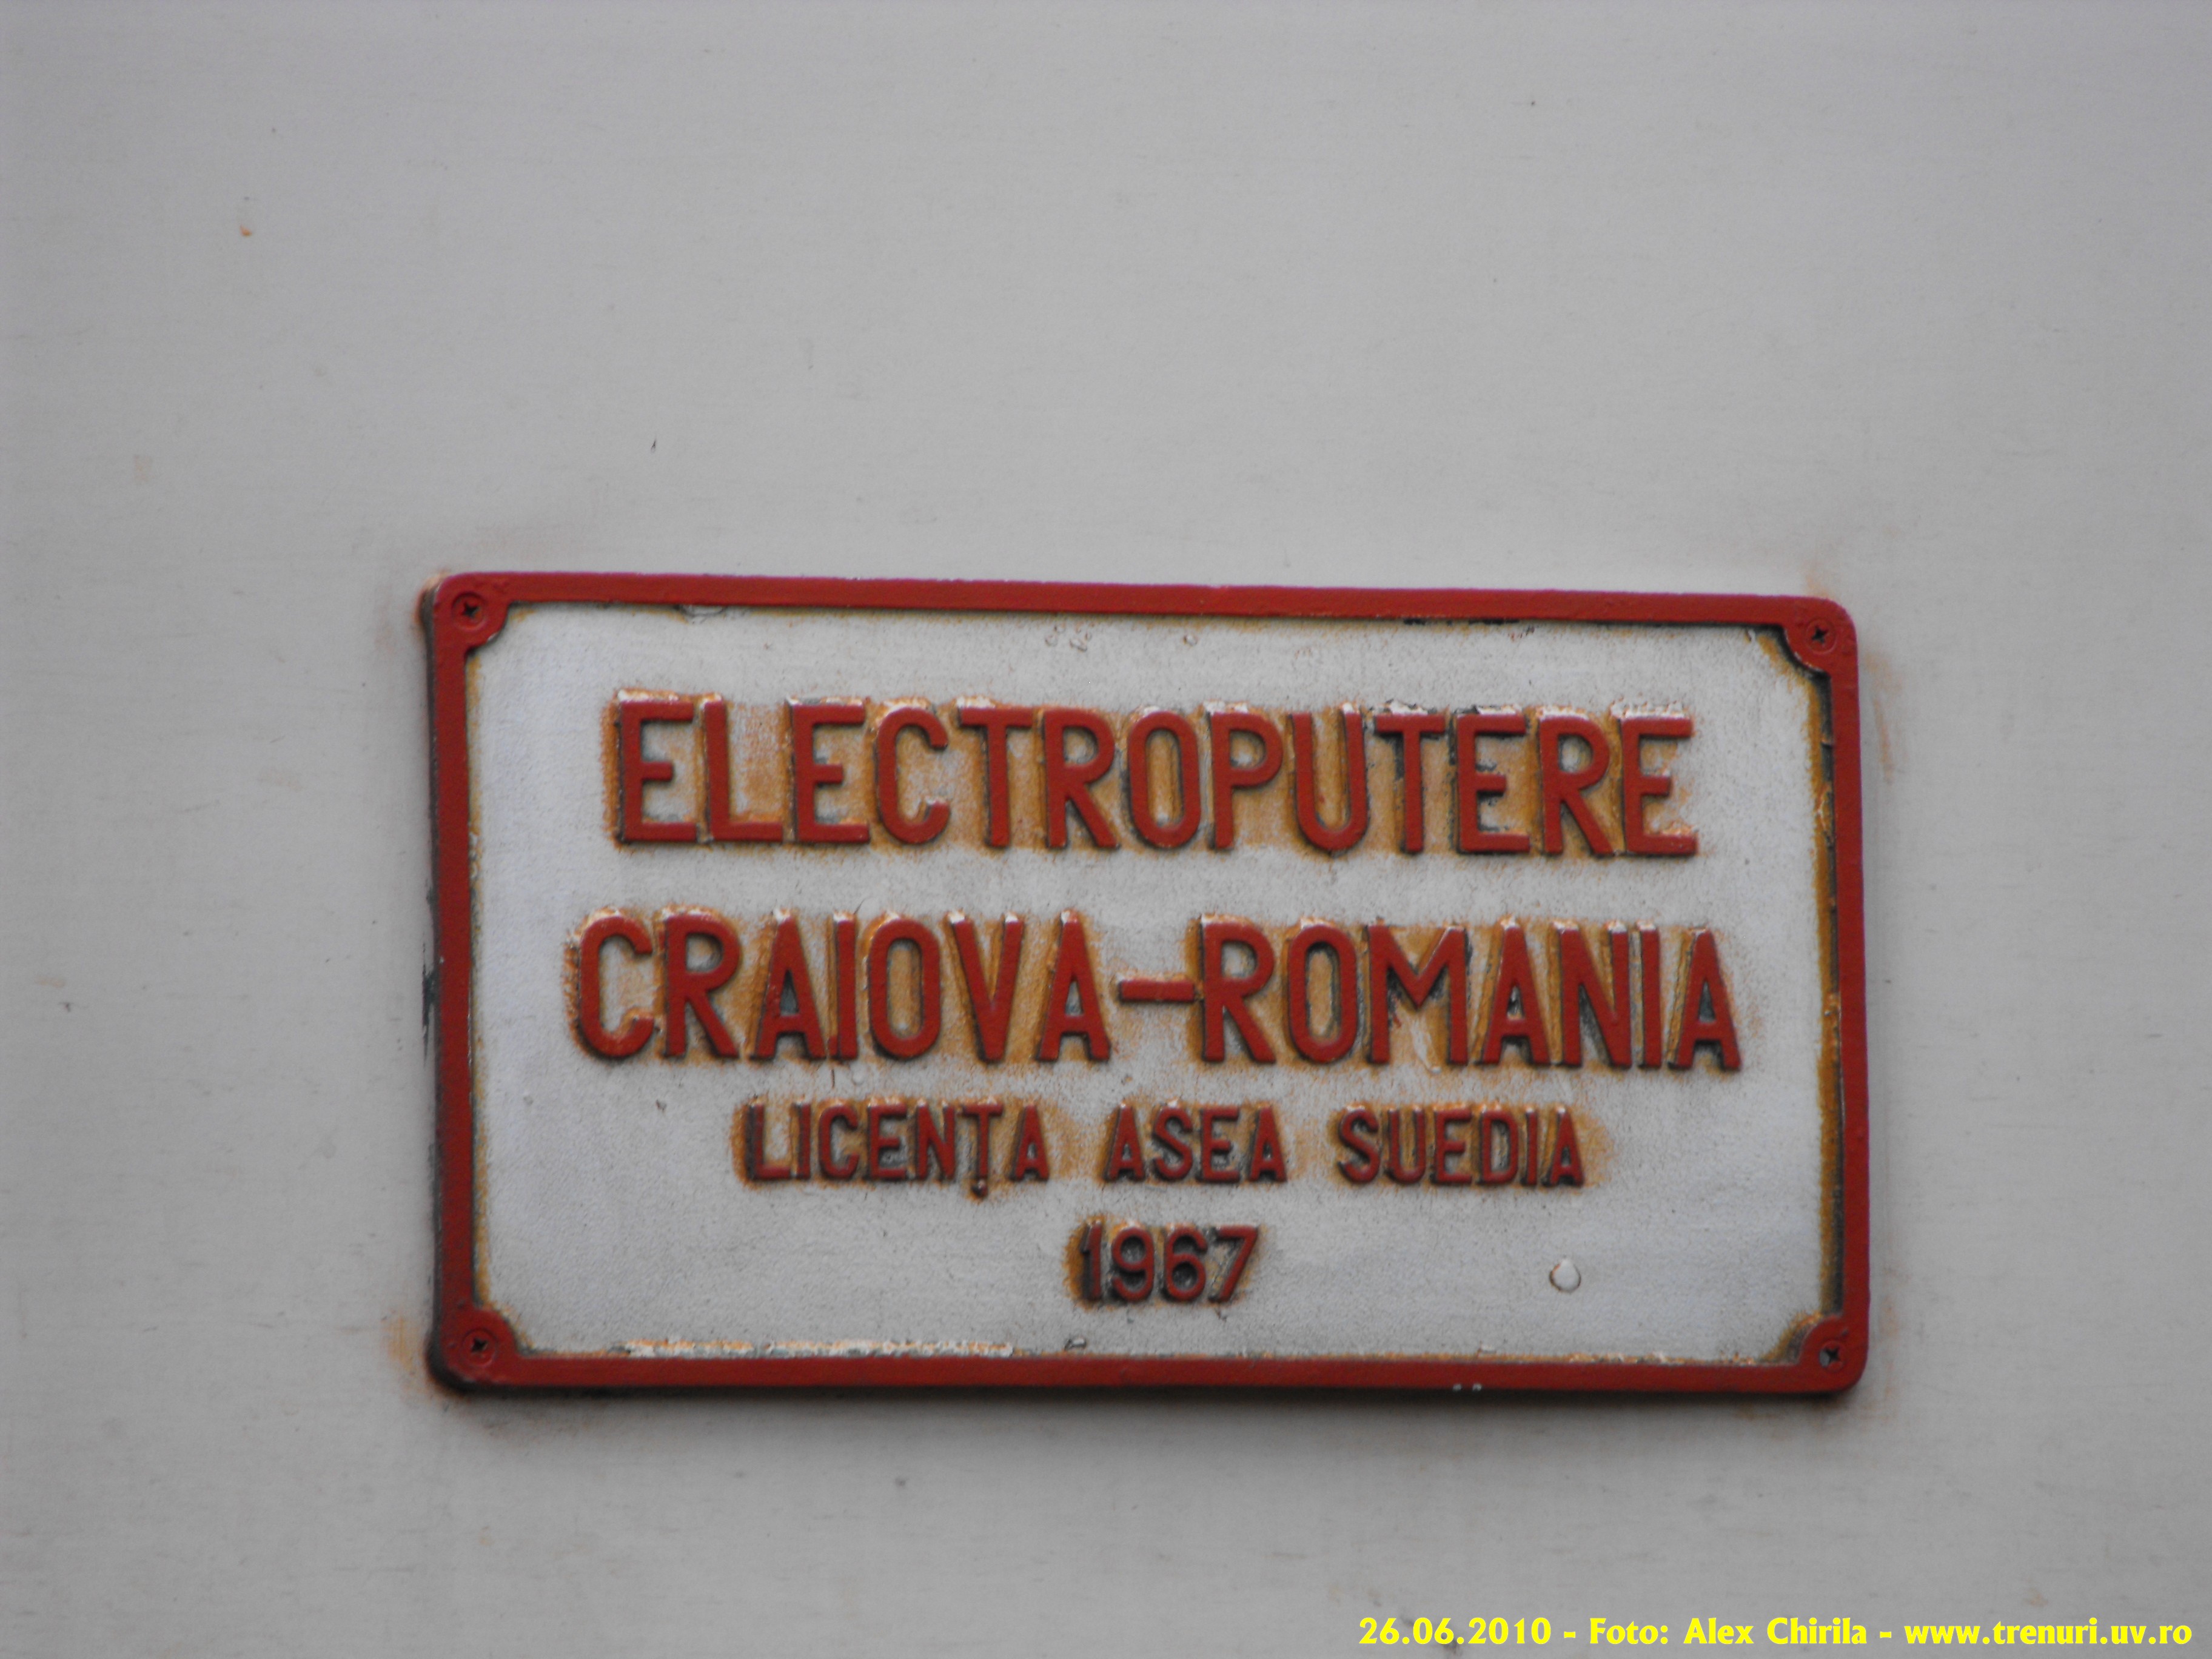 ELECTROPUTERE
CRAIOVA-ROMANIA
LICENȚA ASEA SUEDIA
1967
26.06.2010 - Foto: Alex Chirila - www.trenuri.uv.ro